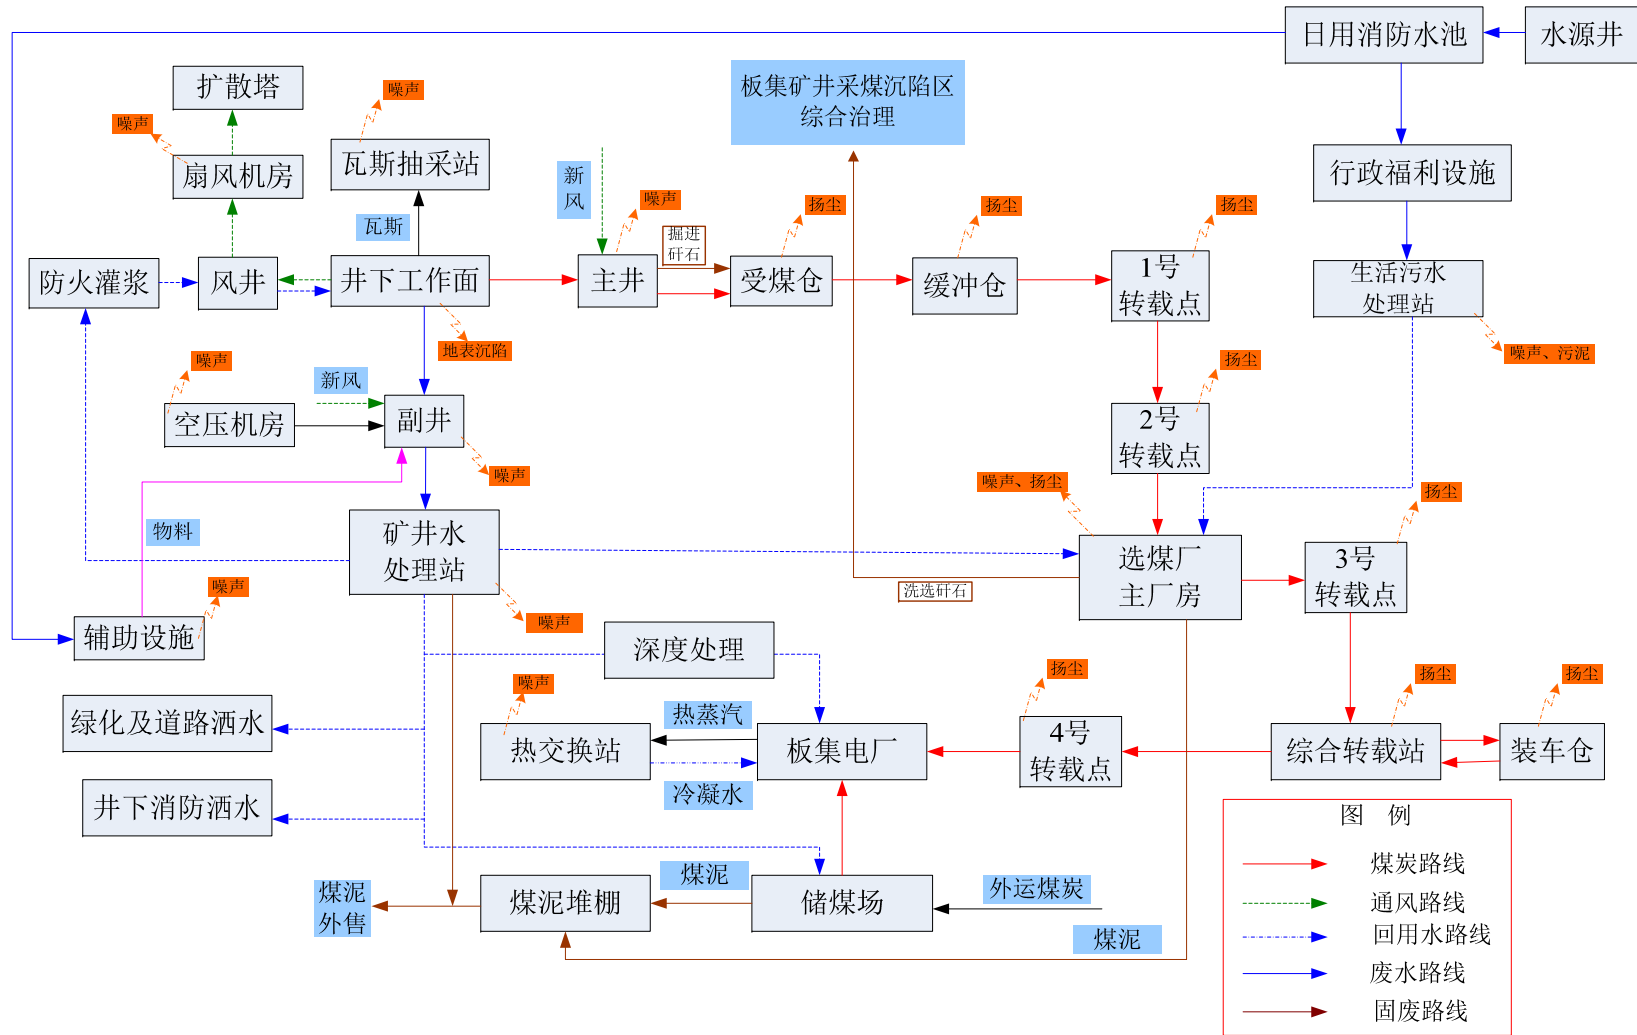 日用消防水池
水源井
扩散塔
噪声
板集矿井采煤沉陷区
综合治理
噪声
扇风机房
瓦斯抽采站
新
风
行政福利设施
瓦斯
噪声
扬尘
扬尘
扬尘
掘进
矸石
防火灌浆
风井
井下工作面
主井
受煤仓
缓冲仓
1号
转载点
生活污水
处理站
地表沉陷
噪声、污泥
噪声
新风
扬尘
空压机房
副井
2号
转载点
噪声
噪声、扬尘
扬尘
物料
矿井水
处理站
选煤厂
主厂房
3号
转载点
噪声
洗选矸石
噪声
辅助设施
深度处理
噪声
扬尘
扬尘
扬尘
绿化及道路洒水
热交换站
热蒸汽
冷凝水
板集电厂
4号
转载点
综合转载站
装车仓
井下消防洒水
煤泥
外售
煤泥堆棚
煤泥
储煤场
外运煤炭
煤泥
图 例
煤炭路线
通风路线
回用水路线
废水路线
固废路线